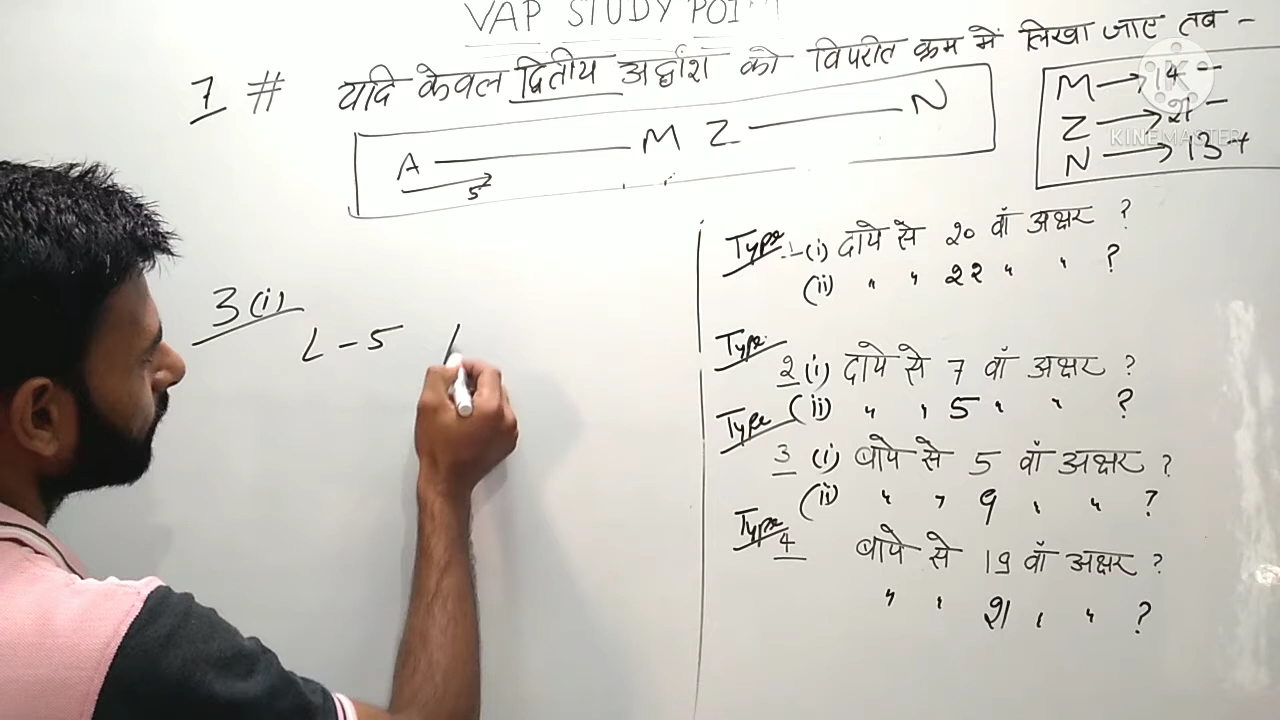 VAP STUDY POI
7 # यदि केवल द्वितीय अर्द्धांश को विपरीत क्रम में लिखा जाए तब -
A ——— M Z ——— N
5
M → 14 -
Z → 21 -
N → 13 +
KINEMASTER
3 (i)
L - 5
Type 1 (i) दाये से 20 वाँ अक्षर ?
(ii) " " 22 " " ?
Type 2 (i) दाये से 7 वाँ अक्षर ?
(ii) " " 5 " " ?
Type 3 (i) बाये से 5 वाँ अक्षर ?
(ii) " " 9 " " ?
Type 4 बाये से 19 वाँ अक्षर ?
" " 21 " " ?